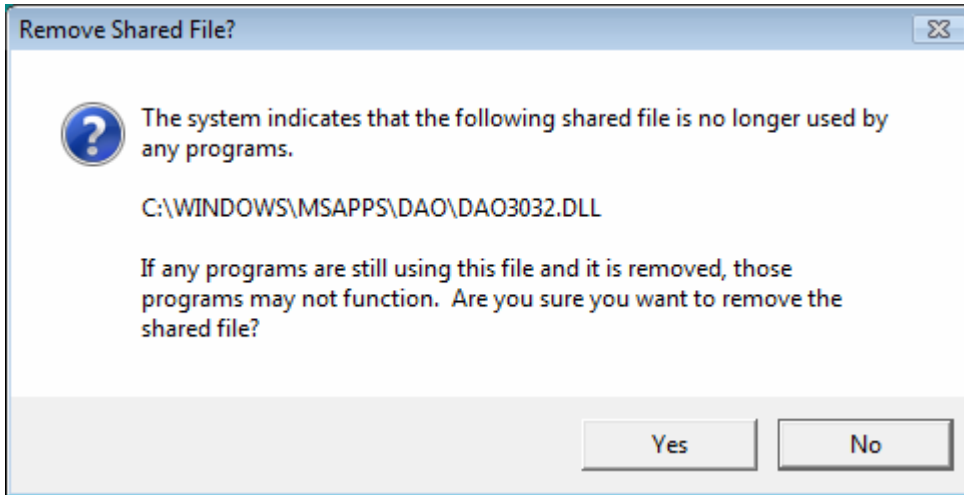 Remove Shared File?
The system indicates that the following shared file is no longer used by
any programs.
C:\WINDOWS\MSAPPS\DAO\DAO3032.DLL
If any programs are still using this file and it is removed, those
programs may not function.  Are you sure you want to remove the
shared file?
Yes
No